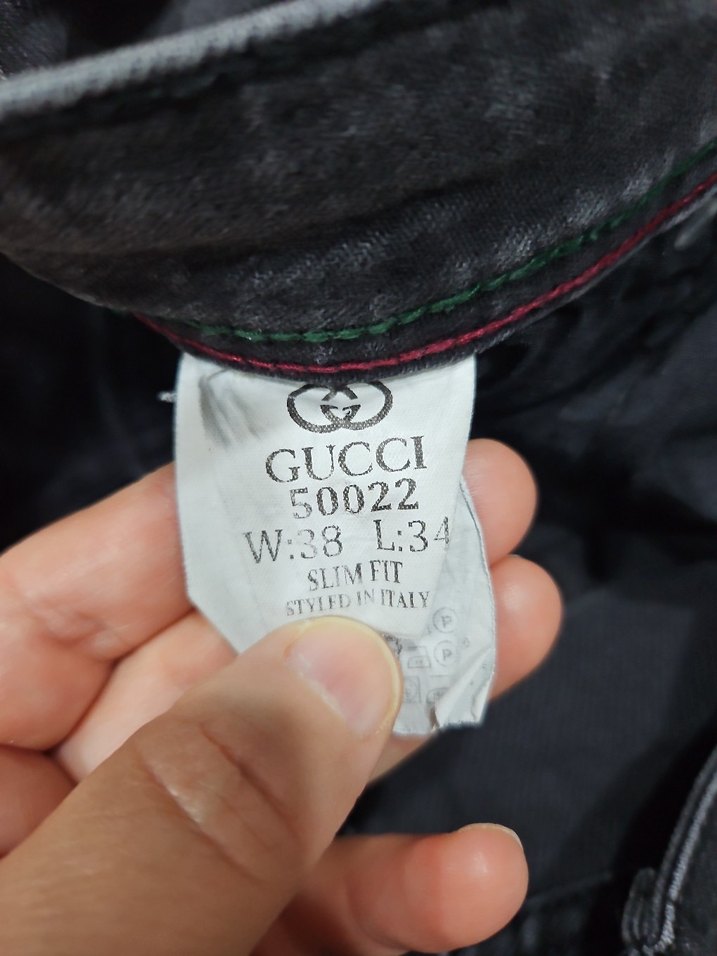 GUCCI
50022
W:38 L:34
SLIM FIT
STYLED IN ITALY
P
P